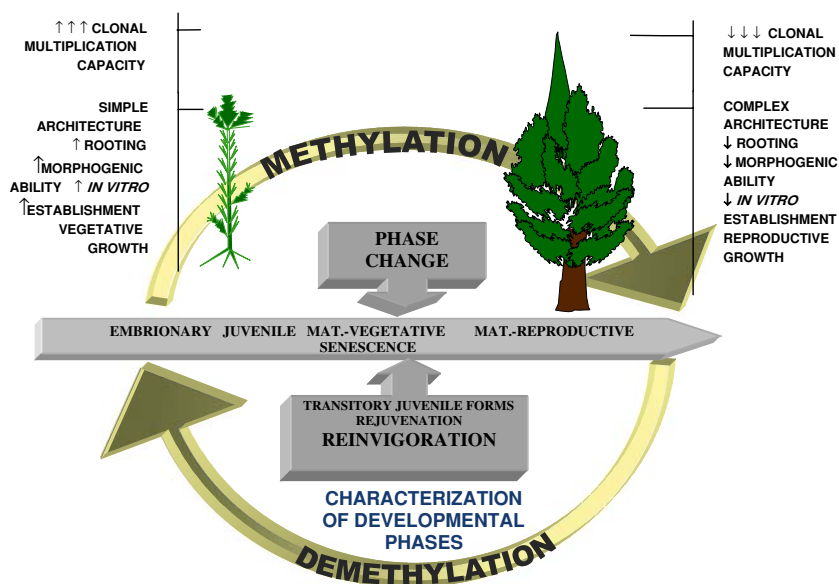 ↑↑↑ CLONAL
MULTIPLICATION
CAPACITY
SIMPLE
ARCHITECTURE
↑ ROOTING
↑MORPHOGENIC
ABILITY ↑ IN VITRO
↑ESTABLISHMENT
VEGETATIVE
GROWTH
METHYLATION
↓↓↓ CLONAL
MULTIPLICATION
CAPACITY
COMPLEX
ARCHITECTURE
↓ ROOTING
↓ MORPHOGENIC
ABILITY
↓ IN VITRO
ESTABLISHMENT
REPRODUCTIVE
GROWTH
PHASE
CHANGE
EMBRIONARY JUVENILE MAT.-VEGETATIVE MAT.-REPRODUCTIVE
SENESCENCE
TRANSITORY JUVENILE FORMS
REJUVENATION
REINVIGORATION
CHARACTERIZATION
OF DEVELOPMENTAL
PHASES
DEMETHYLATION